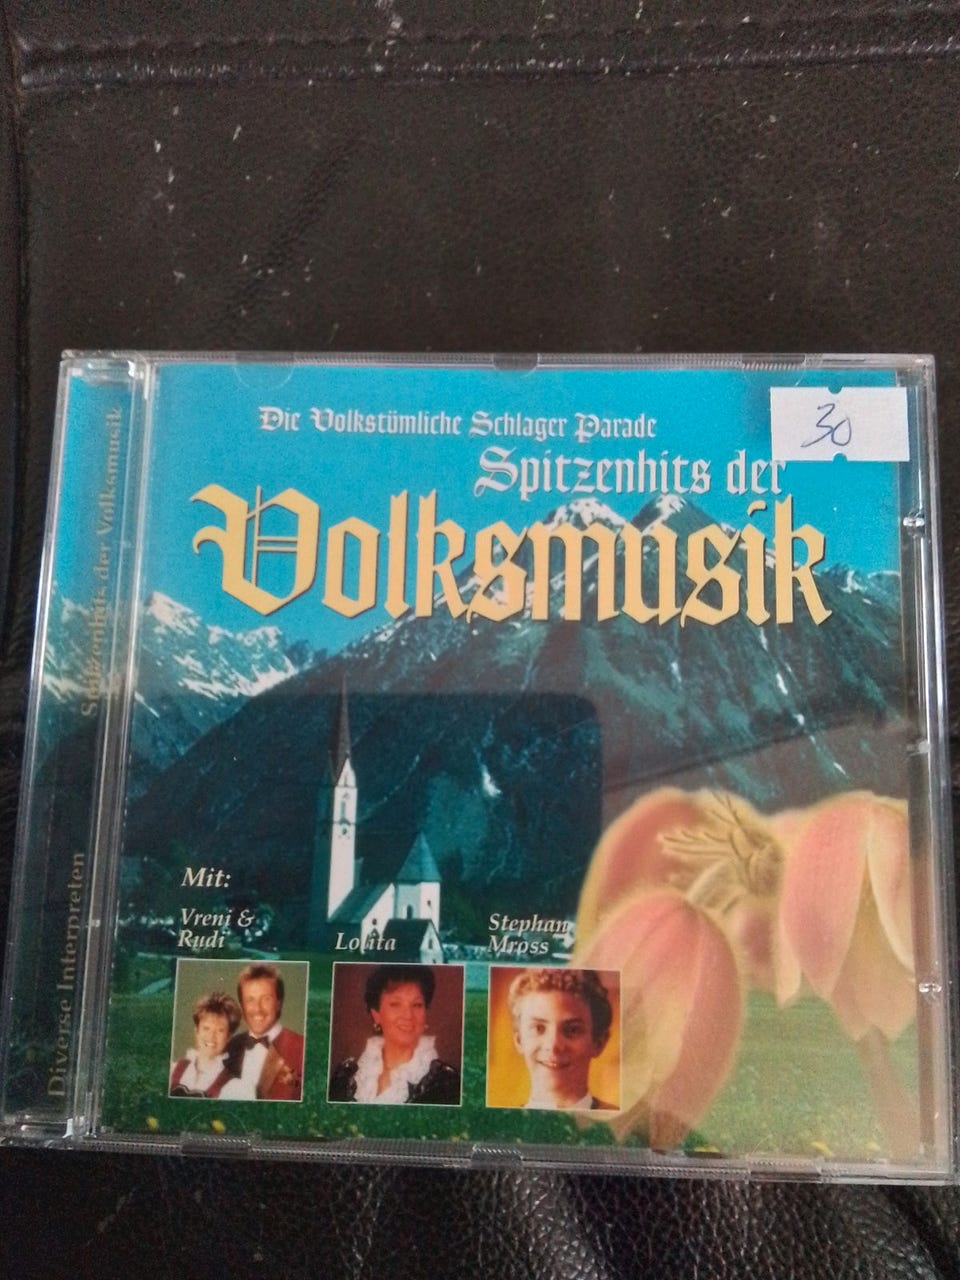 Die Volkstümliche Schlager Parade
Spitzenhits der
Volksmusik
30
Mit:
Vreni &
Rudi
Lolita
Stephan
Mross
Diverse Interpreten
Spitzenhits der Volksmusik